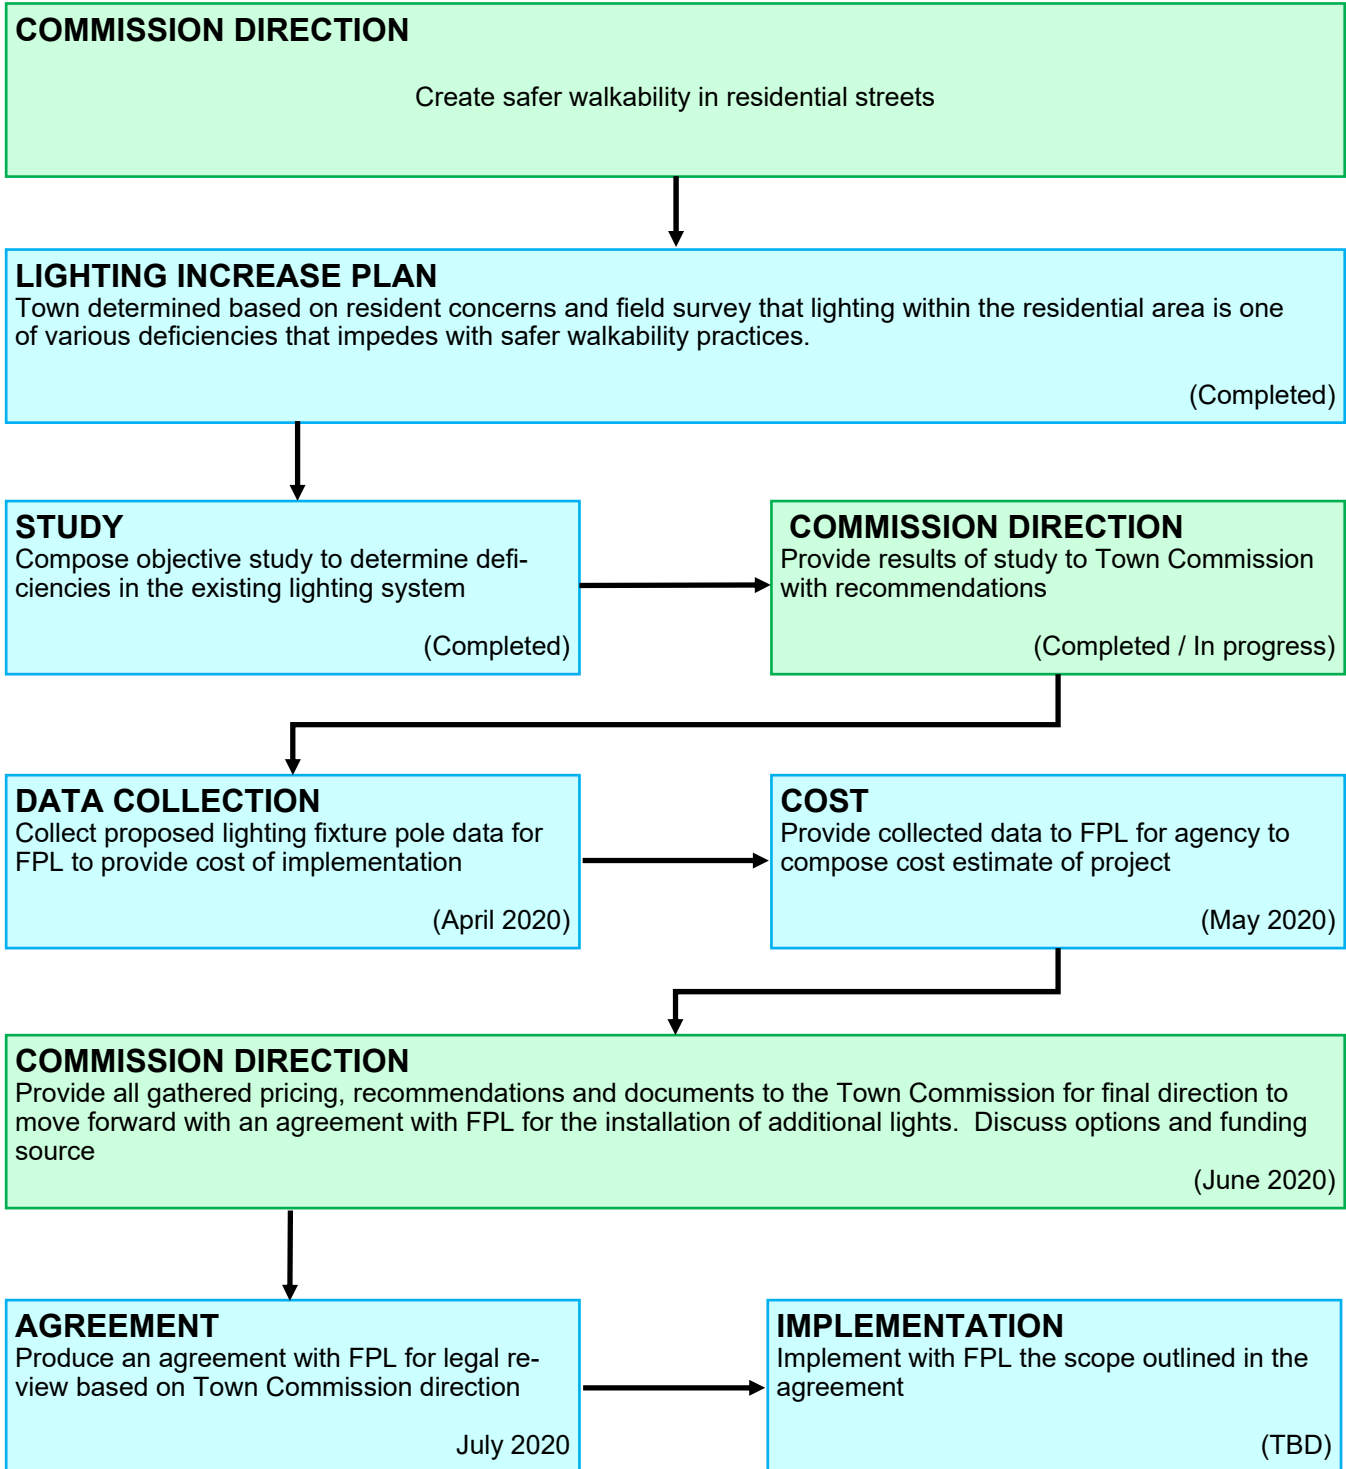 COMMISSION DIRECTION
Create safer walkability in residential streets
LIGHTING INCREASE PLAN
Town determined based on resident concerns and field survey that lighting within the residential area is one
of various deficiencies that impedes with safer walkability practices.
(Completed)
STUDY
Compose objective study to determine defi-
ciencies in the existing lighting system
(Completed)
COMMISSION DIRECTION
Provide results of study to Town Commission
with recommendations
(Completed / In progress)
DATA COLLECTION
Collect proposed lighting fixture pole data for
FPL to provide cost of implementation
(April 2020)
COST
Provide collected data to FPL for agency to
compose cost estimate of project
(May 2020)
COMMISSION DIRECTION
Provide all gathered pricing, recommendations and documents to the Town Commission for final direction to
move forward with an agreement with FPL for the installation of additional lights.  Discuss options and funding
source
(June 2020)
AGREEMENT
Produce an agreement with FPL for legal re-
view based on Town Commission direction
July 2020
IMPLEMENTATION
Implement with FPL the scope outlined in the
agreement
(TBD)